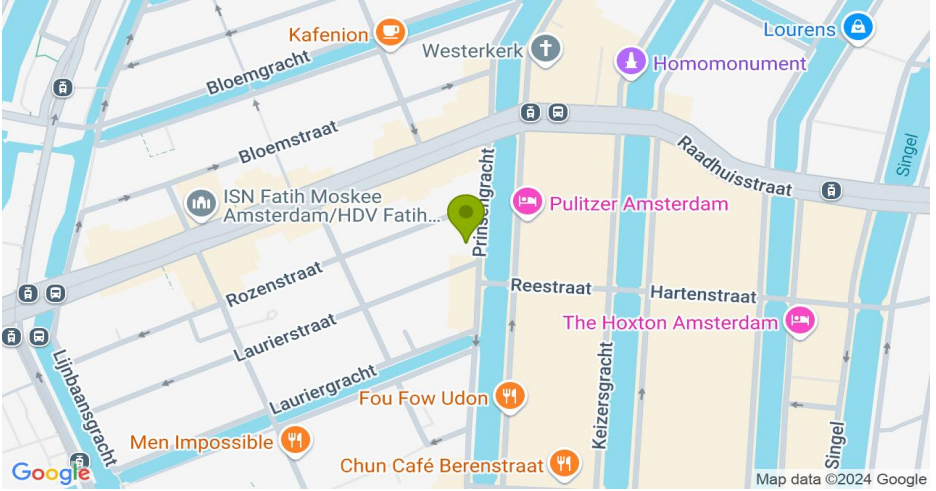 Kafenion
Westerkerk
Lourens
Homomonument
Bloemgracht
Bloemstraat
Raadhuisstraat
Singel
Prinsengracht
ISN Fatih Moskee
Amsterdam/HDV Fatih...
Pulitzer Amsterdam
Rozenstraat
Reestraat
Hartenstraat
Laurierstraat
The Hoxton Amsterdam
Lijnbaansgracht
Lauriergracht
Keizersgracht
Fou Fow Udon
Men Impossible
Singel
Chun Café Berenstraat
Google
Map data ©2024 Google